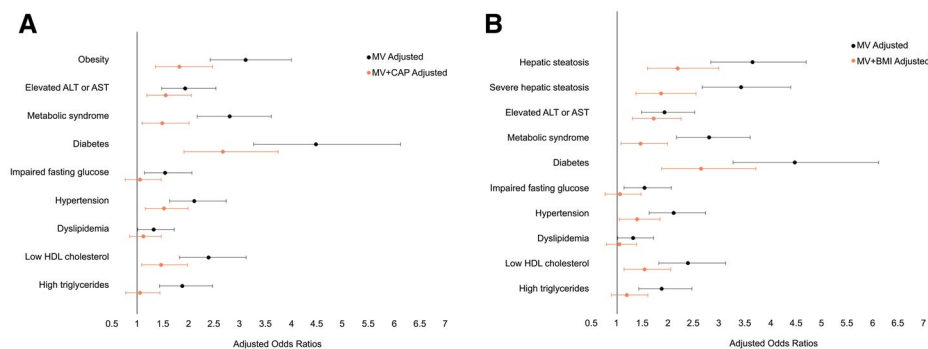 A
MV Adjusted
MV+CAP Adjusted
Obesity
Elevated ALT or AST
Metabolic syndrome
Diabetes
Impaired fasting glucose
Hypertension
Dyslipidemia
Low HDL cholesterol
High triglycerides
0.5 1 1.5 2 2.5 3 3.5 4 4.5 5 5.5 6 6.5 7
Adjusted Odds Ratios
B
MV Adjusted
MV+BMI Adjusted
Hepatic steatosis
Severe hepatic steatosis
Elevated ALT or AST
Metabolic syndrome
Diabetes
Impaired fasting glucose
Hypertension
Dyslipidemia
Low HDL cholesterol
High triglycerides
0.5 1 1.5 2 2.5 3 3.5 4 4.5 5 5.5 6 6.5 7
Adjusted Odds Ratios